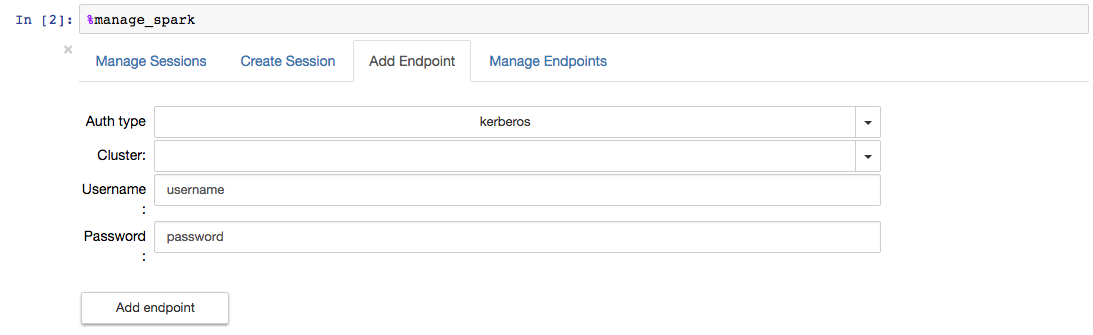 In [2]: %manage_spark
×
Manage Sessions Create Session Add Endpoint Manage Endpoints
Auth type kerberos
Cluster:
Username username
:
Password password
:
Add endpoint